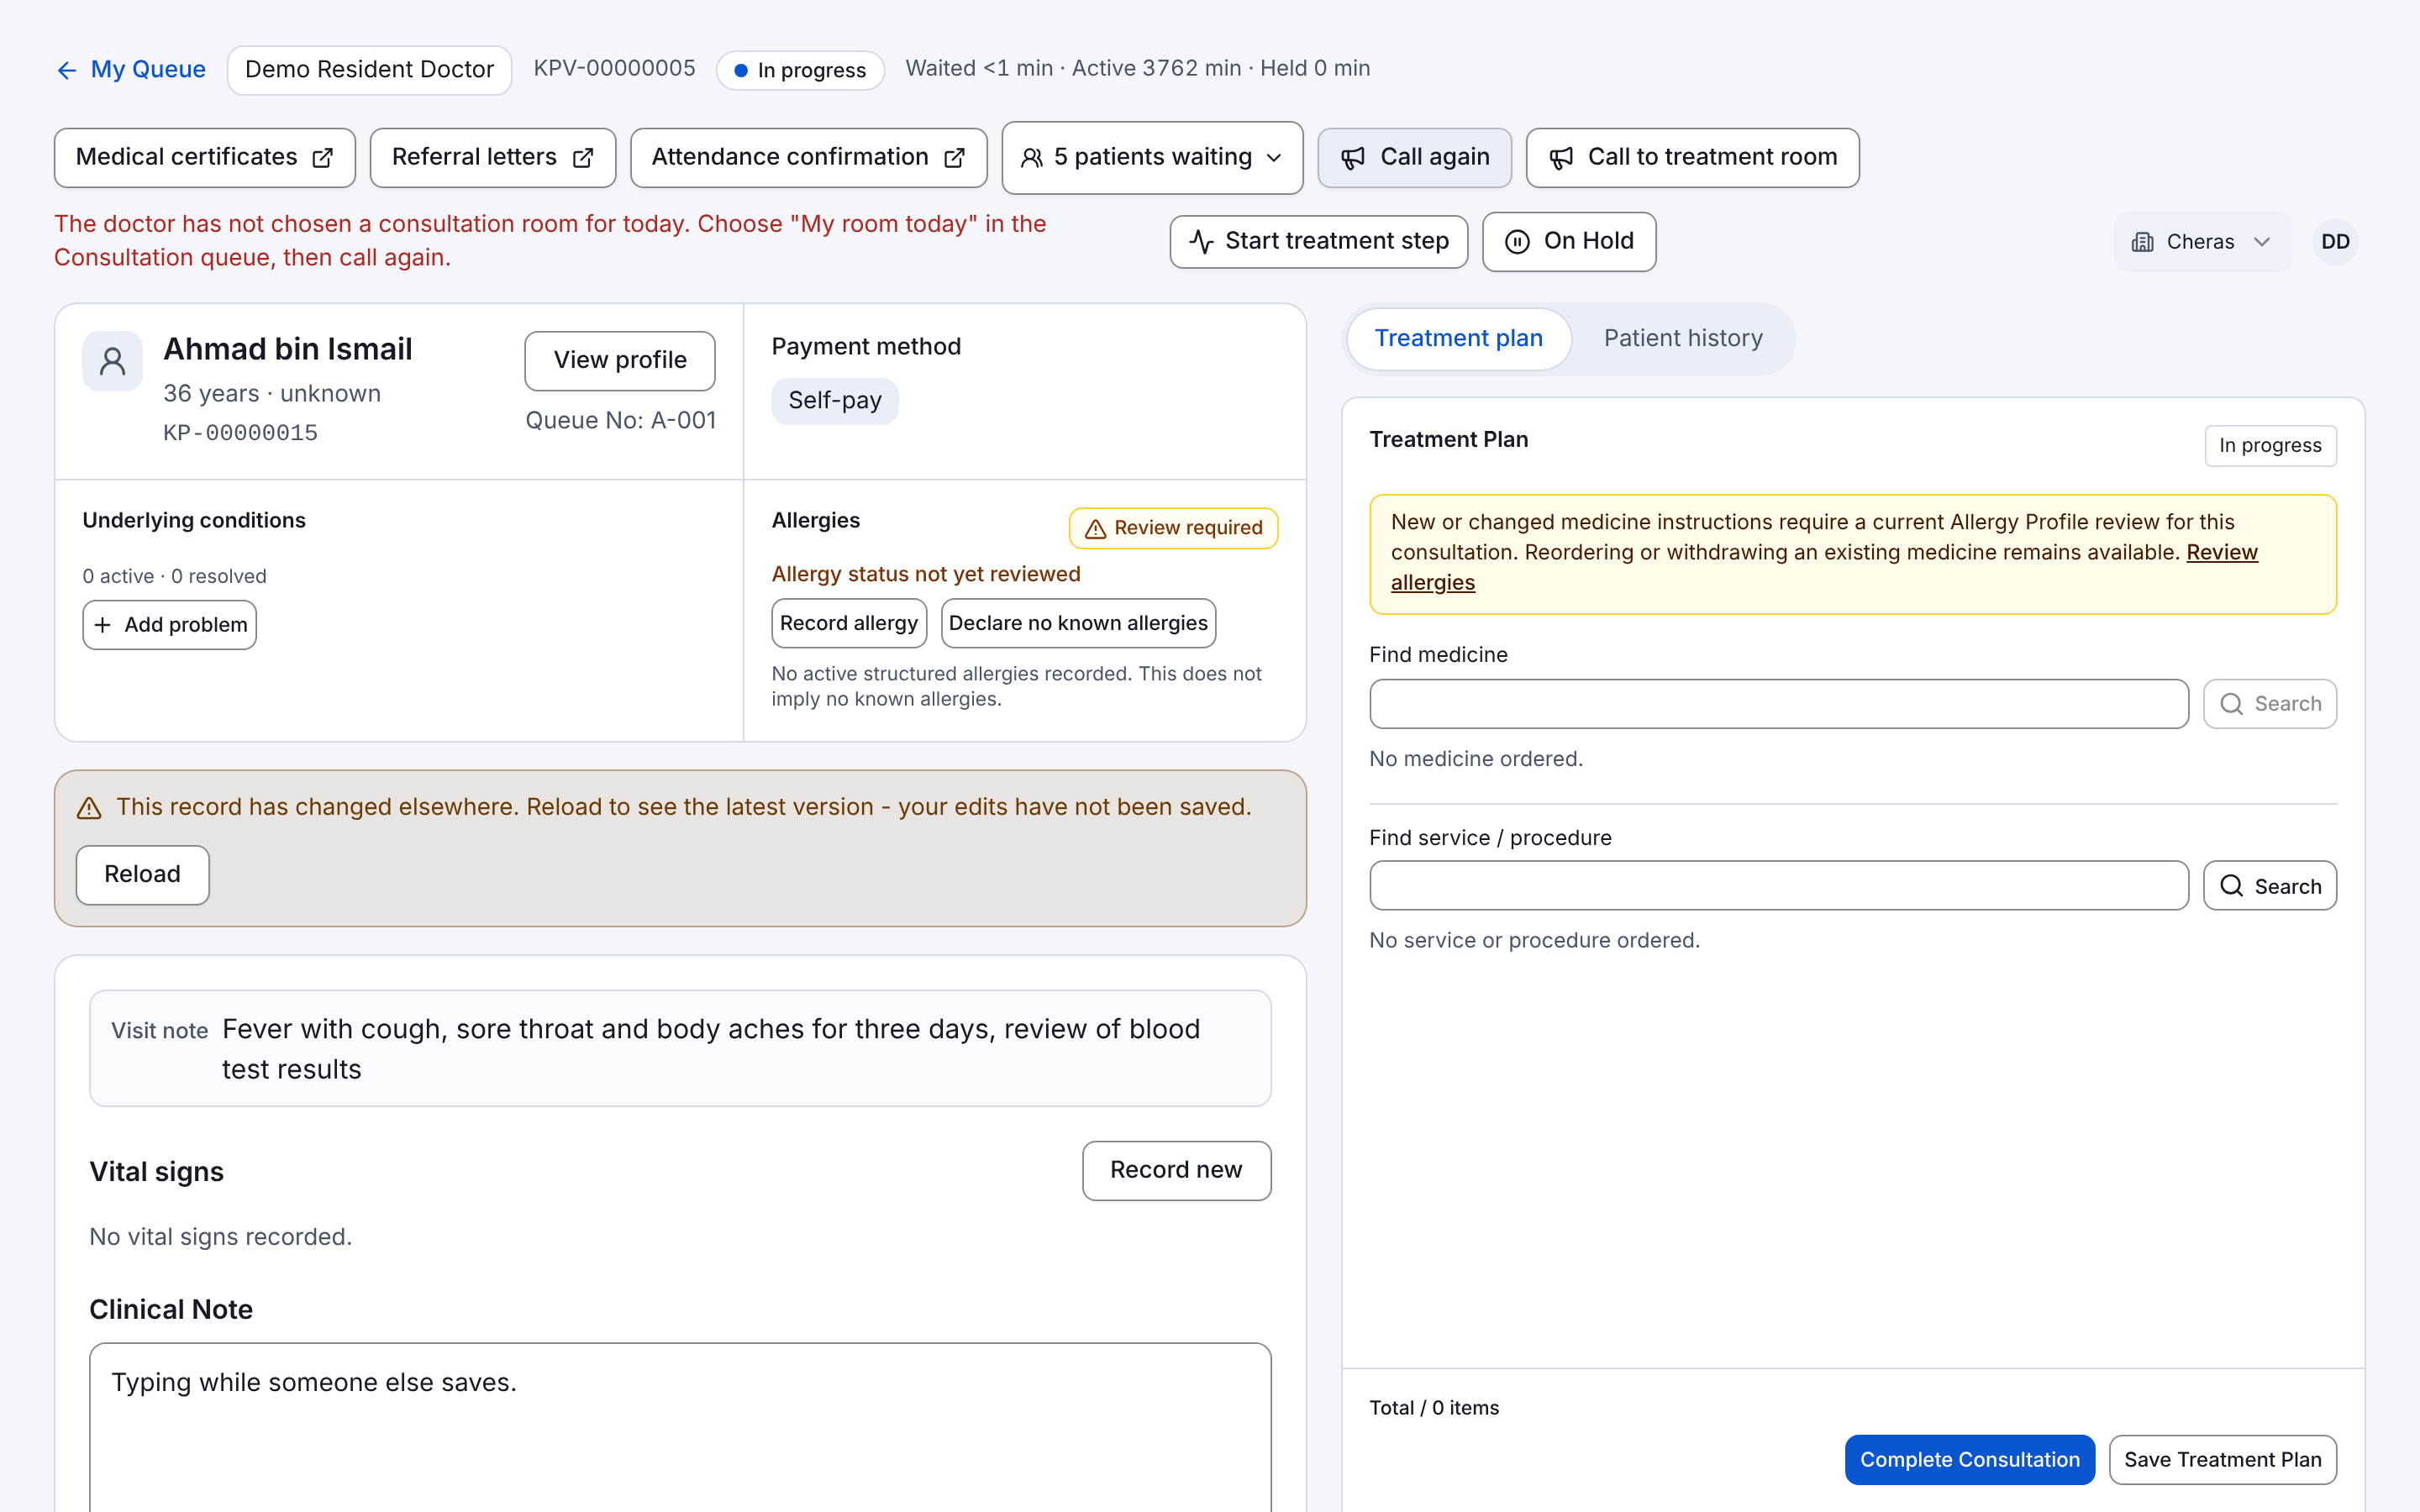 My Queue
Demo Resident Doctor
KPV-00000005
In progress
Waited <1 min · Active 3762 min · Held 0 min
Medical certificates
Referral letters
Attendance confirmation
5 patients waiting
Call again
Call to treatment room
The doctor has not chosen a consultation room for today. Choose "My room today" in the
Consultation queue, then call again.
Start treatment step
On Hold
Cheras
DD
Ahmad bin Ismail
36 years · unknown
KP-00000015
View profile
Queue No: A-001
Payment method
Self-pay
Underlying conditions
0 active · 0 resolved
Add problem
Allergies
Review required
Allergy status not yet reviewed
Record allergy
Declare no known allergies
No active structured allergies recorded. This does not
imply no known allergies.
This record has changed elsewhere. Reload to see the latest version - your edits have not been saved.
Reload
Visit note
Fever with cough, sore throat and body aches for three days, review of blood
test results
Vital signs
Record new
No vital signs recorded.
Clinical Note
Typing while someone else saves.
Treatment plan
Patient history
Treatment Plan
In progress
New or changed medicine instructions require a current Allergy Profile review for this
consultation. Reordering or withdrawing an existing medicine remains available. Review
allergies
Find medicine
Search
No medicine ordered.
Find service / procedure
Search
No service or procedure ordered.
Total / 0 items
Complete Consultation
Save Treatment Plan